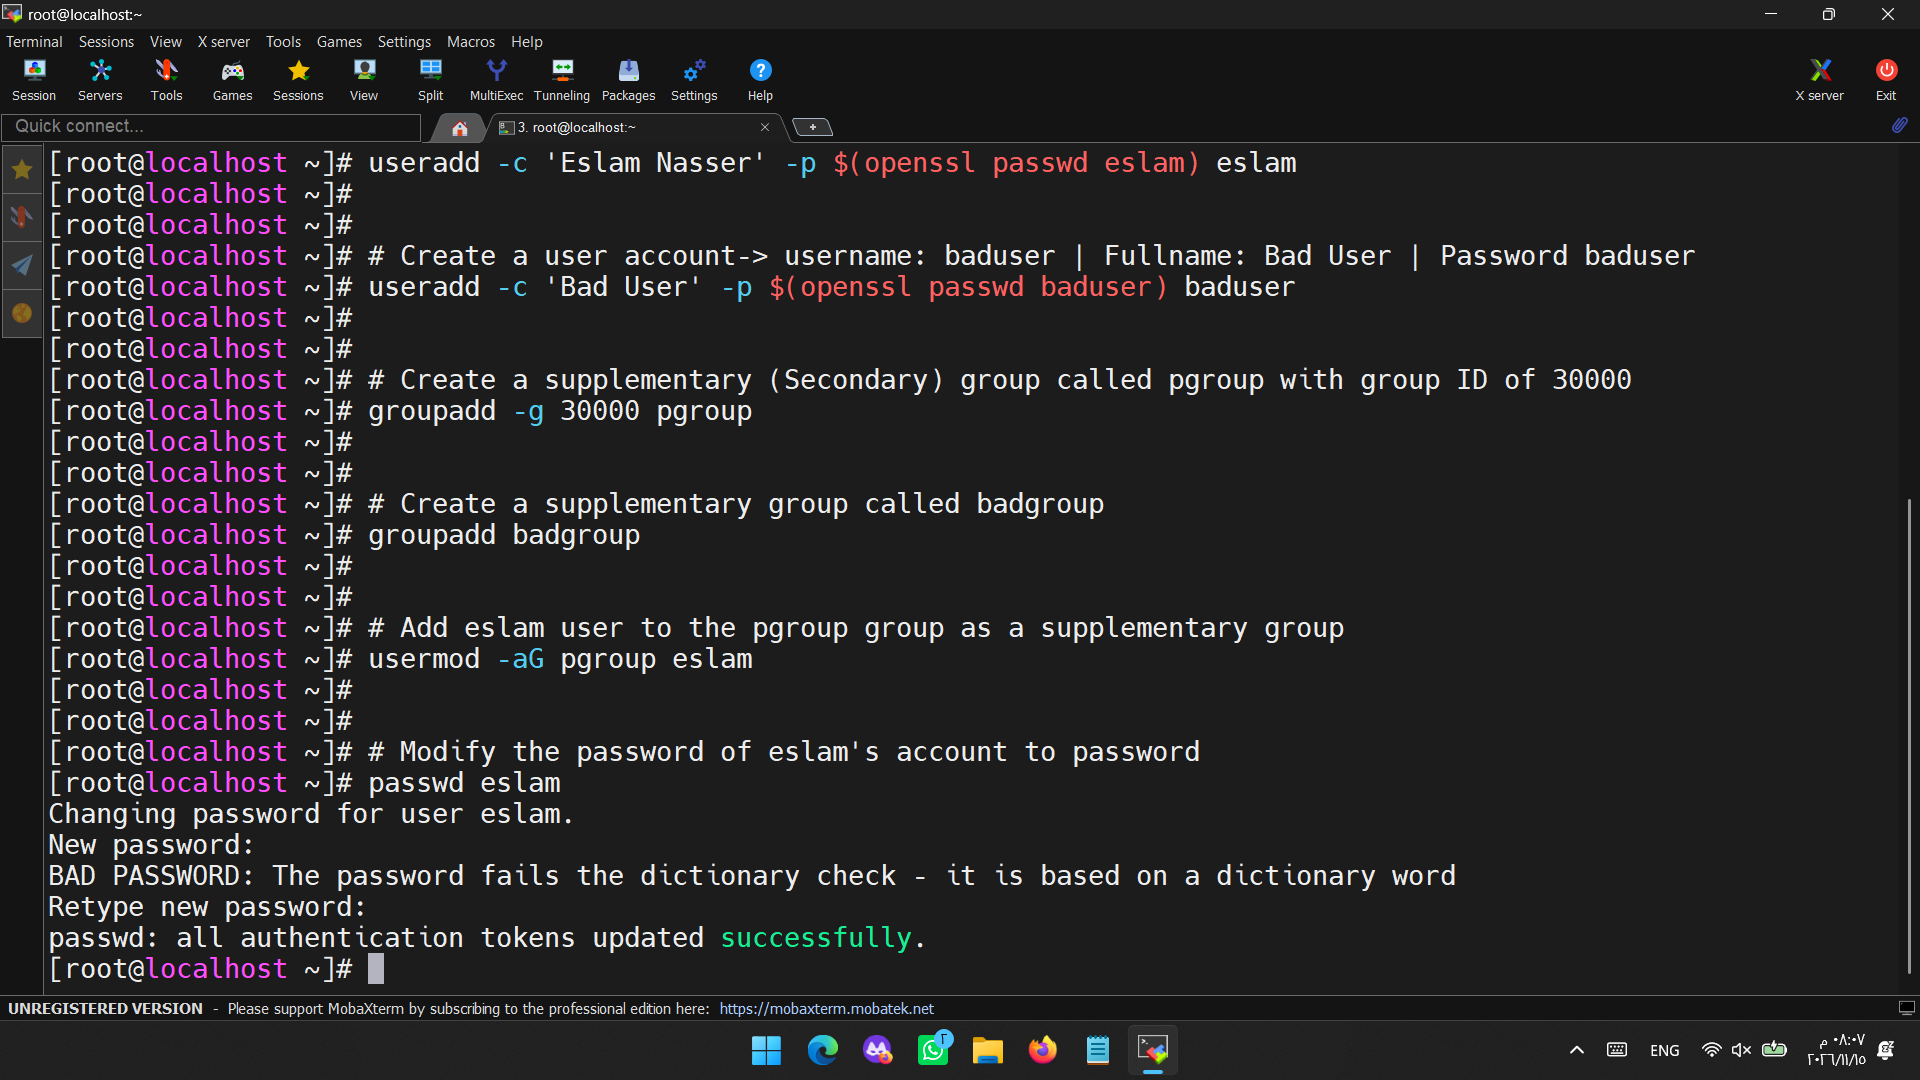 root@localhost:~
Terminal Sessions View X server Tools Games Settings Macros Help
Session Servers Tools Games Sessions View Split MultiExec Tunneling Packages Settings Help X server Exit
Quick connect... 3. root@localhost:~
[root@localhost ~]# useradd -c 'Eslam Nasser' -p $(openssl passwd eslam) eslam
[root@localhost ~]#
[root@localhost ~]#
[root@localhost ~]# # Create a user account-> username: baduser | Fullname: Bad User | Password baduser
[root@localhost ~]# useradd -c 'Bad User' -p $(openssl passwd baduser) baduser
[root@localhost ~]#
[root@localhost ~]#
[root@localhost ~]# # Create a supplementary (Secondary) group called pgroup with group ID of 30000
[root@localhost ~]# groupadd -g 30000 pgroup
[root@localhost ~]#
[root@localhost ~]#
[root@localhost ~]# # Create a supplementary group called badgroup
[root@localhost ~]# groupadd badgroup
[root@localhost ~]#
[root@localhost ~]#
[root@localhost ~]# # Add eslam user to the pgroup group as a supplementary group
[root@localhost ~]# usermod -aG pgroup eslam
[root@localhost ~]#
[root@localhost ~]#
[root@localhost ~]# # Modify the password of eslam's account to password
[root@localhost ~]# passwd eslam
Changing password for user eslam.
New password:
BAD PASSWORD: The password fails the dictionary check - it is based on a dictionary word
Retype new password:
passwd: all authentication tokens updated successfully.
[root@localhost ~]#
UNREGISTERED VERSION - Please support MobaXterm by subscribing to the professional edition here: https://mobaxterm.mobatek.net
٢
ENG
٠٨:٠٧ م
٢٠٢٦/١١/١٥